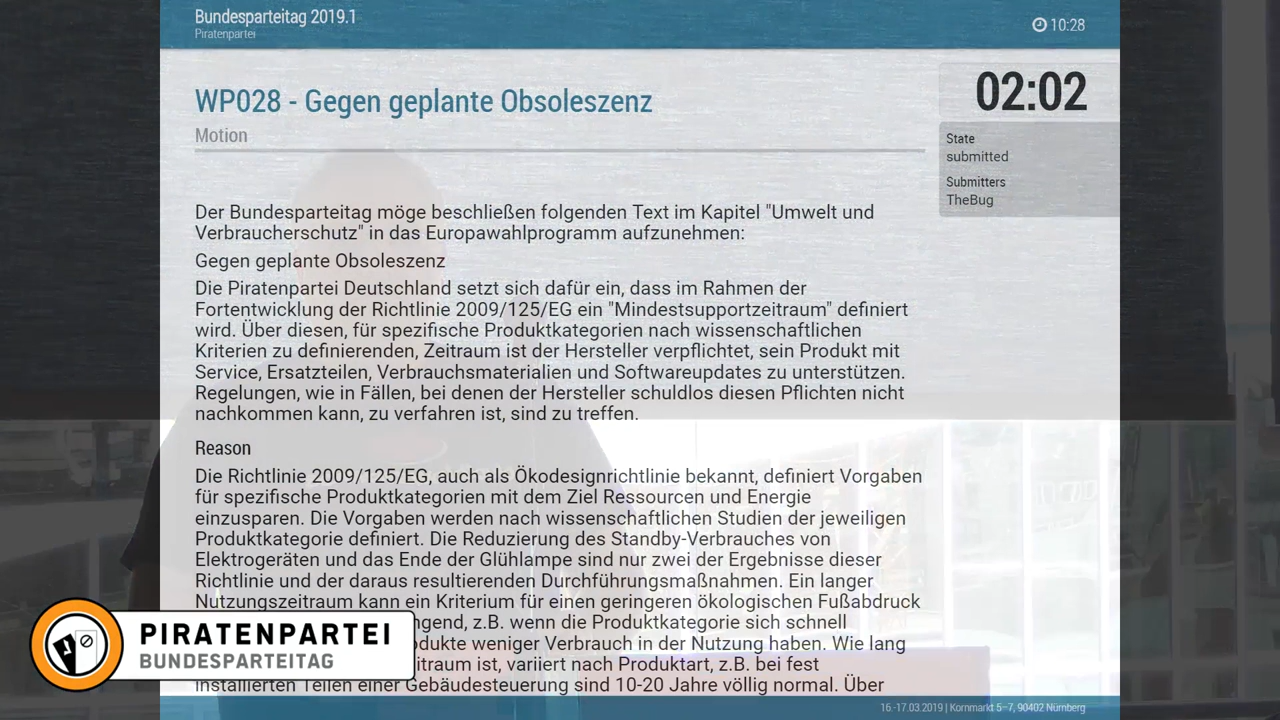 Bundesparteitag 2019.1
Piratenpartei
10:28
WP028 - Gegen geplante Obsoleszenz
Motion
02:02
State
submitted
Submitters
TheBug
Der Bundesparteitag möge beschließen folgenden Text im Kapitel "Umwelt und
Verbraucherschutz" in das Europawahlprogramm aufzunehmen:
Gegen geplante Obsoleszenz
Die Piratenpartei Deutschland setzt sich dafür ein, dass im Rahmen der
Fortentwicklung der Richtlinie 2009/125/EG ein "Mindestsupportzeitraum" definiert
wird. Über diesen, für spezifische Produktkategorien nach wissenschaftlichen
Kriterien zu definierenden, Zeitraum ist der Hersteller verpflichtet, sein Produkt mit
Service, Ersatzteilen, Verbrauchsmaterialien und Softwareupdates zu unterstützen.
Regelungen, wie in Fällen, bei denen der Hersteller schuldlos diesen Pflichten nicht
nachkommen kann, zu verfahren ist, sind zu treffen.
Reason
Die Richtlinie 2009/125/EG, auch als Ökodesignrichtlinie bekannt, definiert Vorgaben
für spezifische Produktkategorien mit dem Ziel Ressourcen und Energie
einzusparen. Die Vorgaben werden nach wissenschaftlichen Studien der jeweiligen
Produktkategorie definiert. Die Reduzierung des Standby-Verbrauches von
Elektrogeräten und das Ende der Glühlampe sind nur zwei der Ergebnisse dieser
Richtlinie und der daraus resultierenden Durchführungsmaßnahmen. Ein langer
Nutzungszeitraum kann ein Kriterium für einen geringeren ökologischen Fußabdruck
ngend, z.B. wenn die Produktkategorie sich schnell
odukte weniger Verbrauch in der Nutzung haben. Wie lang
itraum ist, variiert nach Produktart, z.B. bei fest
installierten Teilen einer Gebäudesteuerung sind 10-20 Jahre völlig normal. Über
PIRATENPARTEI
BUNDESPARTEITAG
16.-17.03.2019 | Kornmarkt 5–7, 90402 Nürnberg